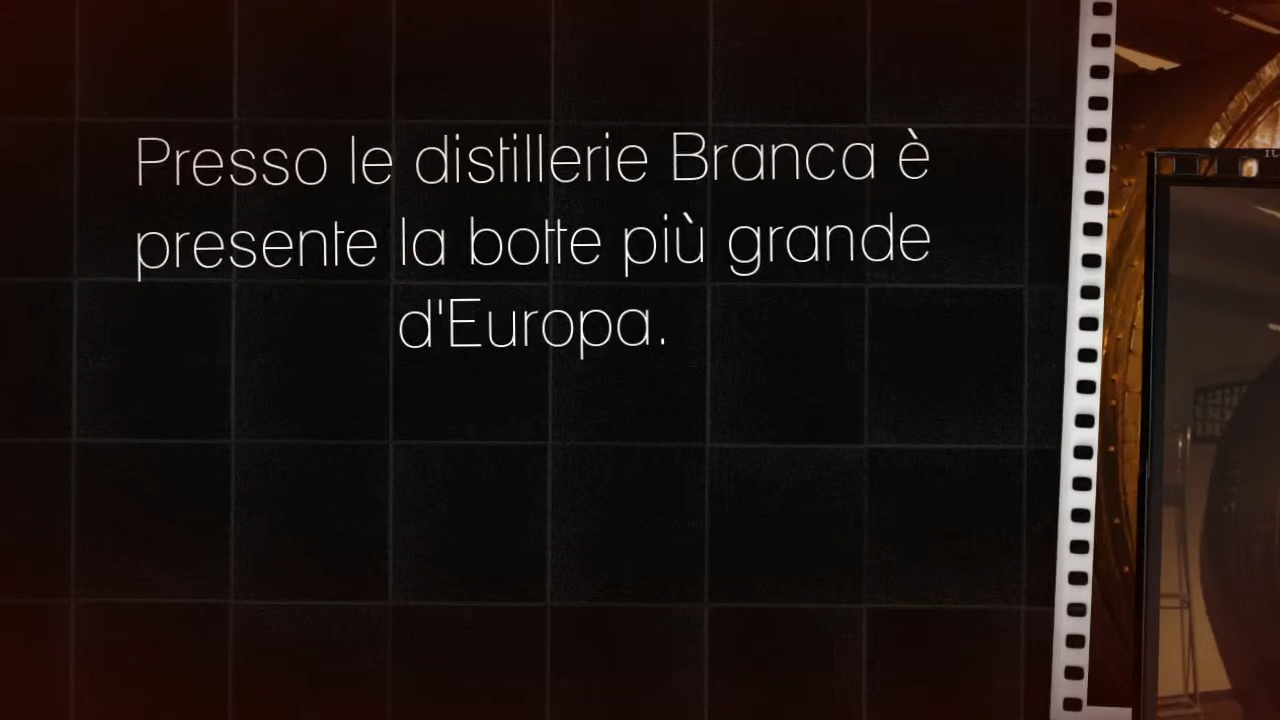 Presso le distillerie Branca è
presente la botte più grande
d'Europa.